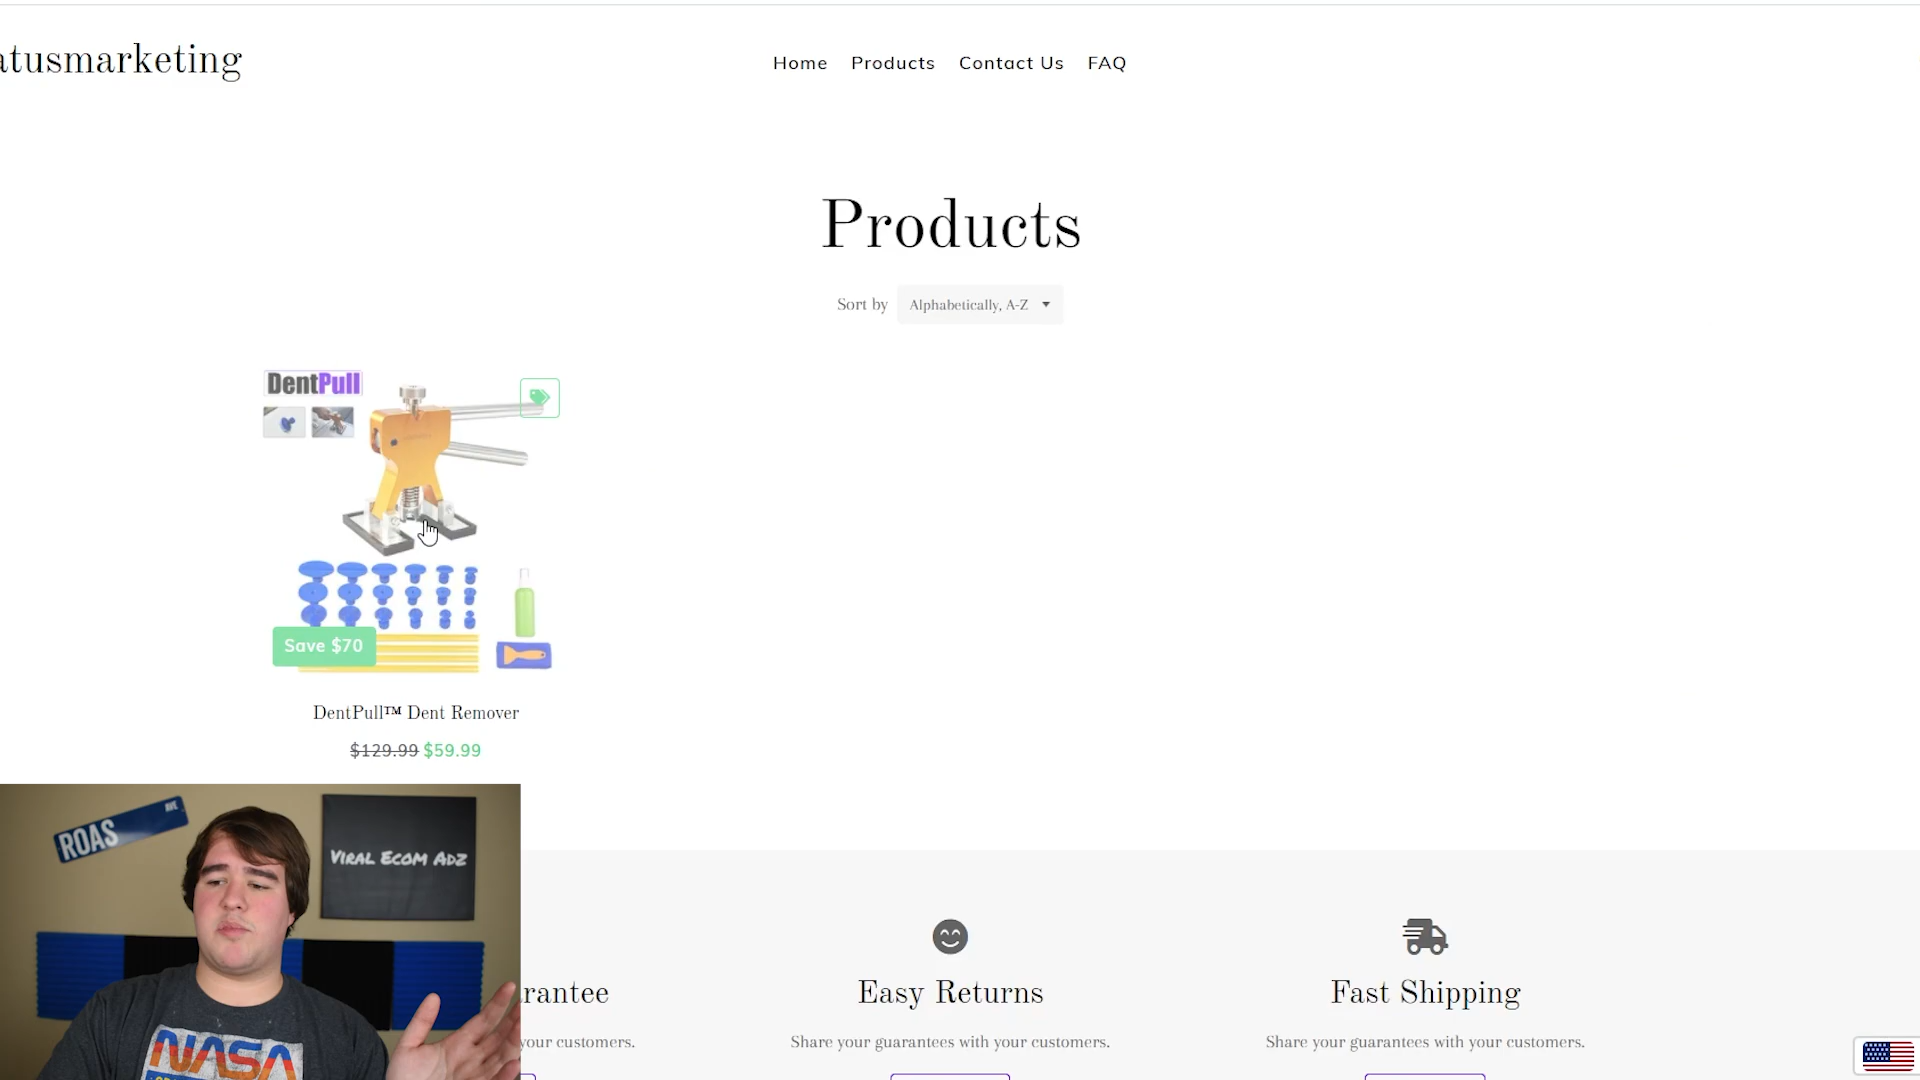 atusmarketing
Home Products Contact Us FAQ
Products
Sort by Alphabetically, A-Z
DentPull
Save $70
DentPull™ Dent Remover
$129.99 $59.99
ROAS AVE
VIRAL ECOM ADZ
NASA
rantee
your customers.
Easy Returns
Share your guarantees with your customers.
Fast Shipping
Share your guarantees with your customers.